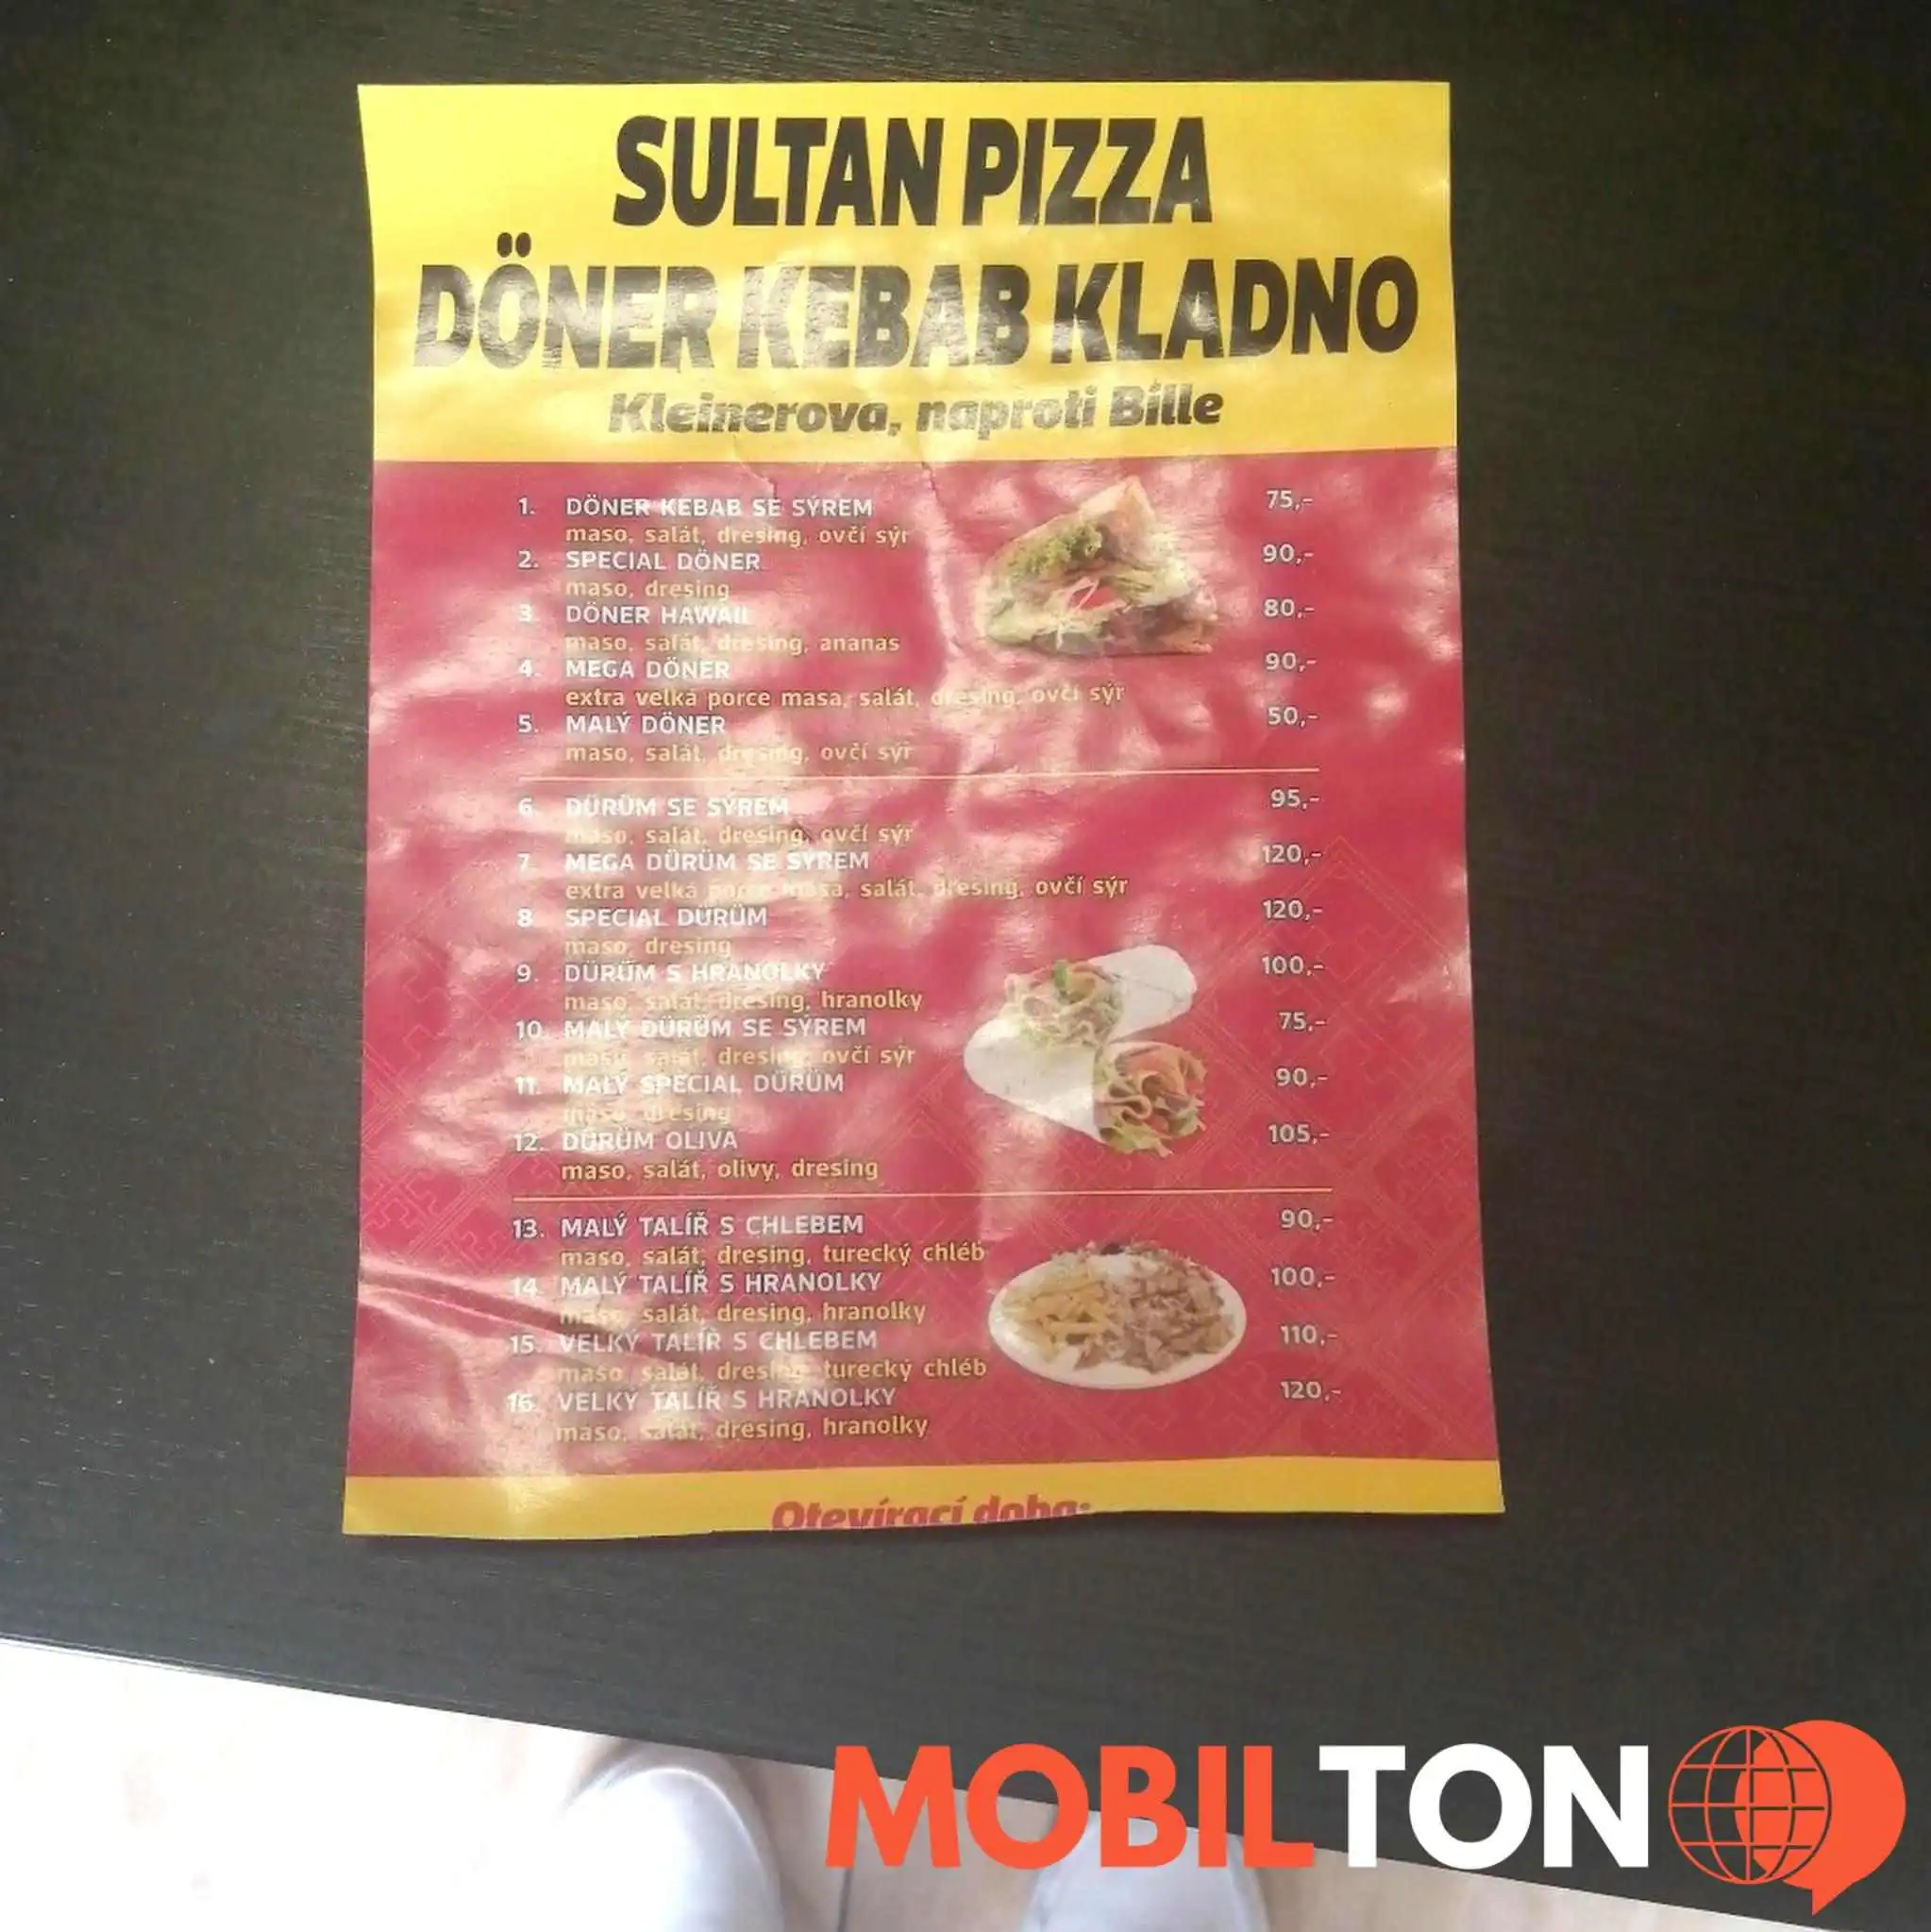 SULTAN PIZZA
DÖNER KEBAB KLADNO
Kleinerova, naproti Bille
1. DÖNER KEBAB SE SÝREM 75,-
maso, salát, dresing, ovčí sýr
2. SPECIAL DÖNER 90,-
maso, dresing
3. DÖNER HAWAII 80,-
maso, salát, dresing, ananas
4. MEGA DÖNER 90,-
extra velká porce masa, salát, dresing, ovčí sýr
5. MALÝ DÖNER 50,-
maso, salát, dresing, ovčí sýr
6. DÜRÜM SE SÝREM 95,-
maso, salát, dresing, ovčí sýr
7. MEGA DÜRÜM SE SÝREM 120,-
extra velká porce masa, salát, dresing, ovčí sýr
8. SPECIAL DÜRÜM 120,-
maso, dresing
9. DÜRÜM S HRANOLKY 100,-
maso, salát, dresing, hranolky
10. MALÝ DÜRÜM SE SÝREM 75,-
maso, salát, dresing, ovčí sýr
11. MALÝ SPECIAL DÜRÜM 90,-
maso, dresing
12. DÜRÜM OLIVA 105,-
maso, salát, olivy, dresing
13. MALÝ TALÍŘ S CHLEBEM 90,-
maso, salát, dresing, turecký chléb
14. MALÝ TALÍŘ S HRANOLKY 100,-
maso, salát, dresing, hranolky
15. VELKÝ TALÍŘ S CHLEBEM 110,-
maso, salát, dresing, turecký chléb
16. VELKÝ TALÍŘ S HRANOLKY 120,-
maso, salát, dresing, hranolky
Otevírací doba:
MOBILTON